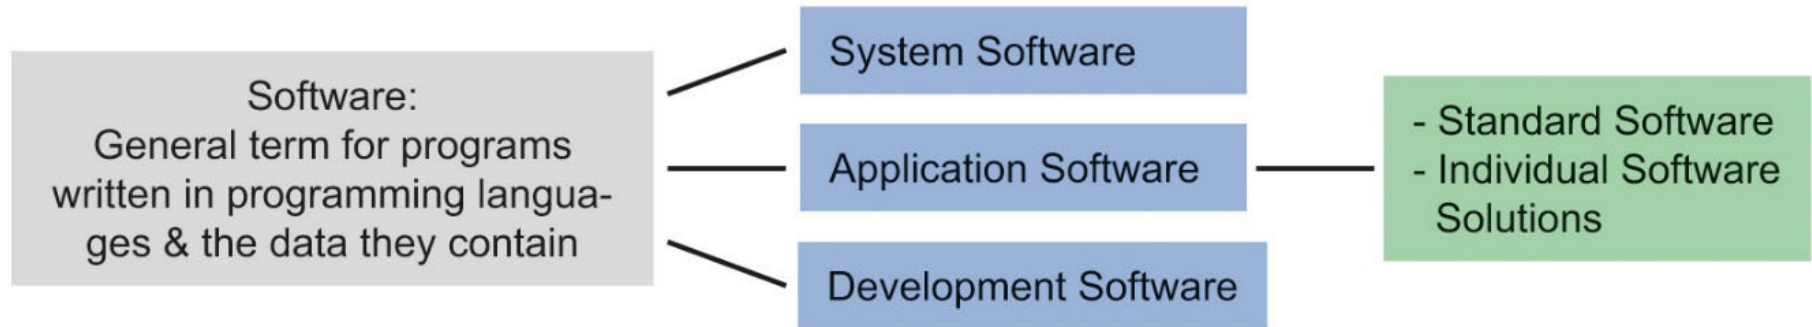 Software:
General term for programs
written in programming langua-
ges & the data they contain
System Software
Application Software
Development Software
- Standard Software
- Individual Software
Solutions